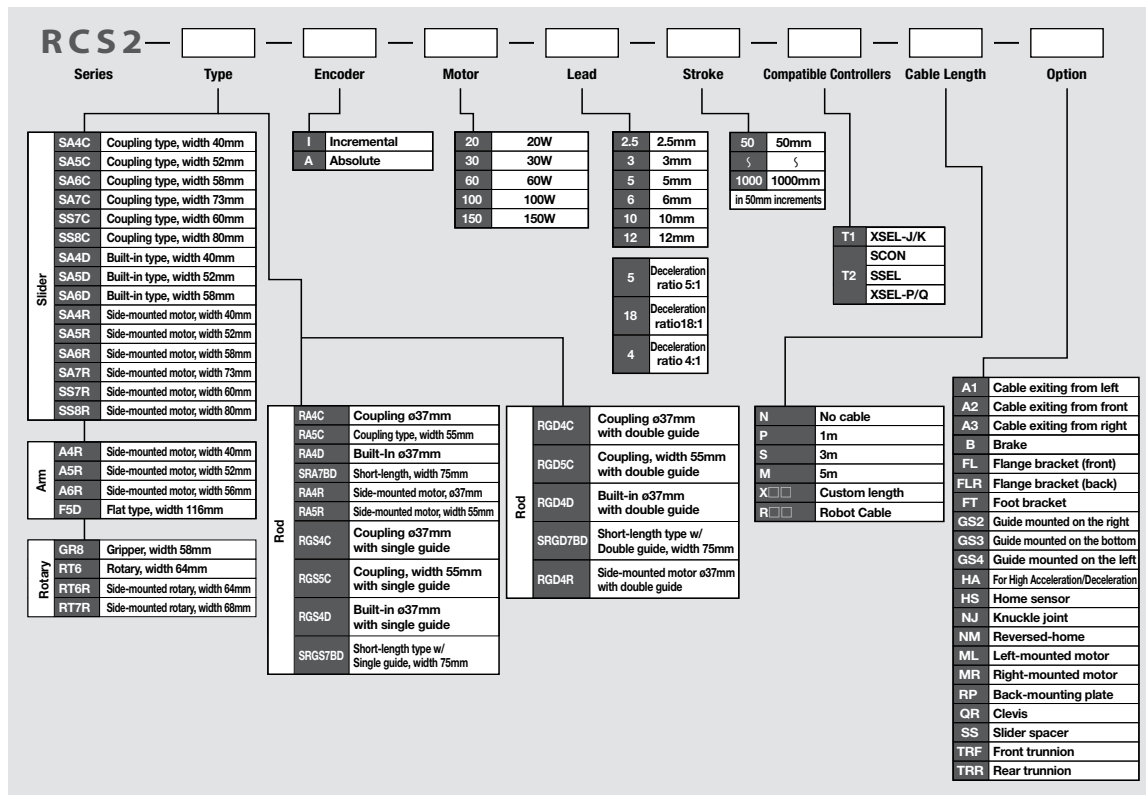 RCS2
Series Type Encoder Motor Lead Stroke Compatible Controllers Cable Length Option
Slider
SA4C Coupling type, width 40mm
SA5C Coupling type, width 52mm
SA6C Coupling type, width 58mm
SA7C Coupling type, width 73mm
SS7C Coupling type, width 60mm
SS8C Coupling type, width 80mm
SA4D Built-in type, width 40mm
SA5D Built-in type, width 52mm
SA6D Built-in type, width 58mm
SA4R Side-mounted motor, width 40mm
SA5R Side-mounted motor, width 52mm
SA6R Side-mounted motor, width 58mm
SA7R Side-mounted motor, width 73mm
SS7R Side-mounted motor, width 60mm
SS8R Side-mounted motor, width 80mm
Arm
A4R Side-mounted motor, width 40mm
A5R Side-mounted motor, width 52mm
A6R Side-mounted motor, width 56mm
F5D Flat type, width 116mm
Rotary
GR8 Gripper, width 58mm
RT6 Rotary, width 64mm
RT6R Side-mounted rotary, width 64mm
RT7R Side-mounted rotary, width 68mm
Rod
RA4C Coupling ø37mm
RA5C Coupling type, width 55mm
RA4D Built-In ø37mm
SRA7BD Short-length, width 75mm
RA4R Side-mounted motor, ø37mm
RA5R Side-mounted motor, width 55mm
RGS4C Coupling ø37mm
with single guide
RGS5C Coupling, width 55mm
with single guide
RGS4D Built-in ø37mm
with single guide
SRGS7BD Short-length type w/
Single guide, width 75mm
Rod
RGD4C Coupling ø37mm
with double guide
RGD5C Coupling, width 55mm
with double guide
RGD4D Built-in ø37mm
with double guide
SRGD7BD Short-length type w/
Double guide, width 75mm
RGD4R Side-mounted motor ø37mm
with double guide
I Incremental
A Absolute
20 20W
30 30W
60 60W
100 100W
150 150W
2.5 2.5mm
3 3mm
5 5mm
6 6mm
10 10mm
12 12mm
5 Deceleration
ratio 5:1
18 Deceleration
ratio18:1
4 Deceleration
ratio 4:1
50 50mm
∫ ∫
1000 1000mm
in 50mm increments
T1 XSEL-J/K
T2 SCON
SSEL
XSEL-P/Q
N No cable
P 1m
S 3m
M 5m
X□□ Custom length
R□□ Robot Cable
A1 Cable exiting from left
A2 Cable exiting from front
A3 Cable exiting from right
B Brake
FL Flange bracket (front)
FLR Flange bracket (back)
FT Foot bracket
GS2 Guide mounted on the right
GS3 Guide mounted on the bottom
GS4 Guide mounted on the left
HA For High Acceleration/Deceleration
HS Home sensor
NJ Knuckle joint
NM Reversed-home
ML Left-mounted motor
MR Right-mounted motor
RP Back-mounting plate
QR Clevis
SS Slider spacer
TRF Front trunnion
TRR Rear trunnion